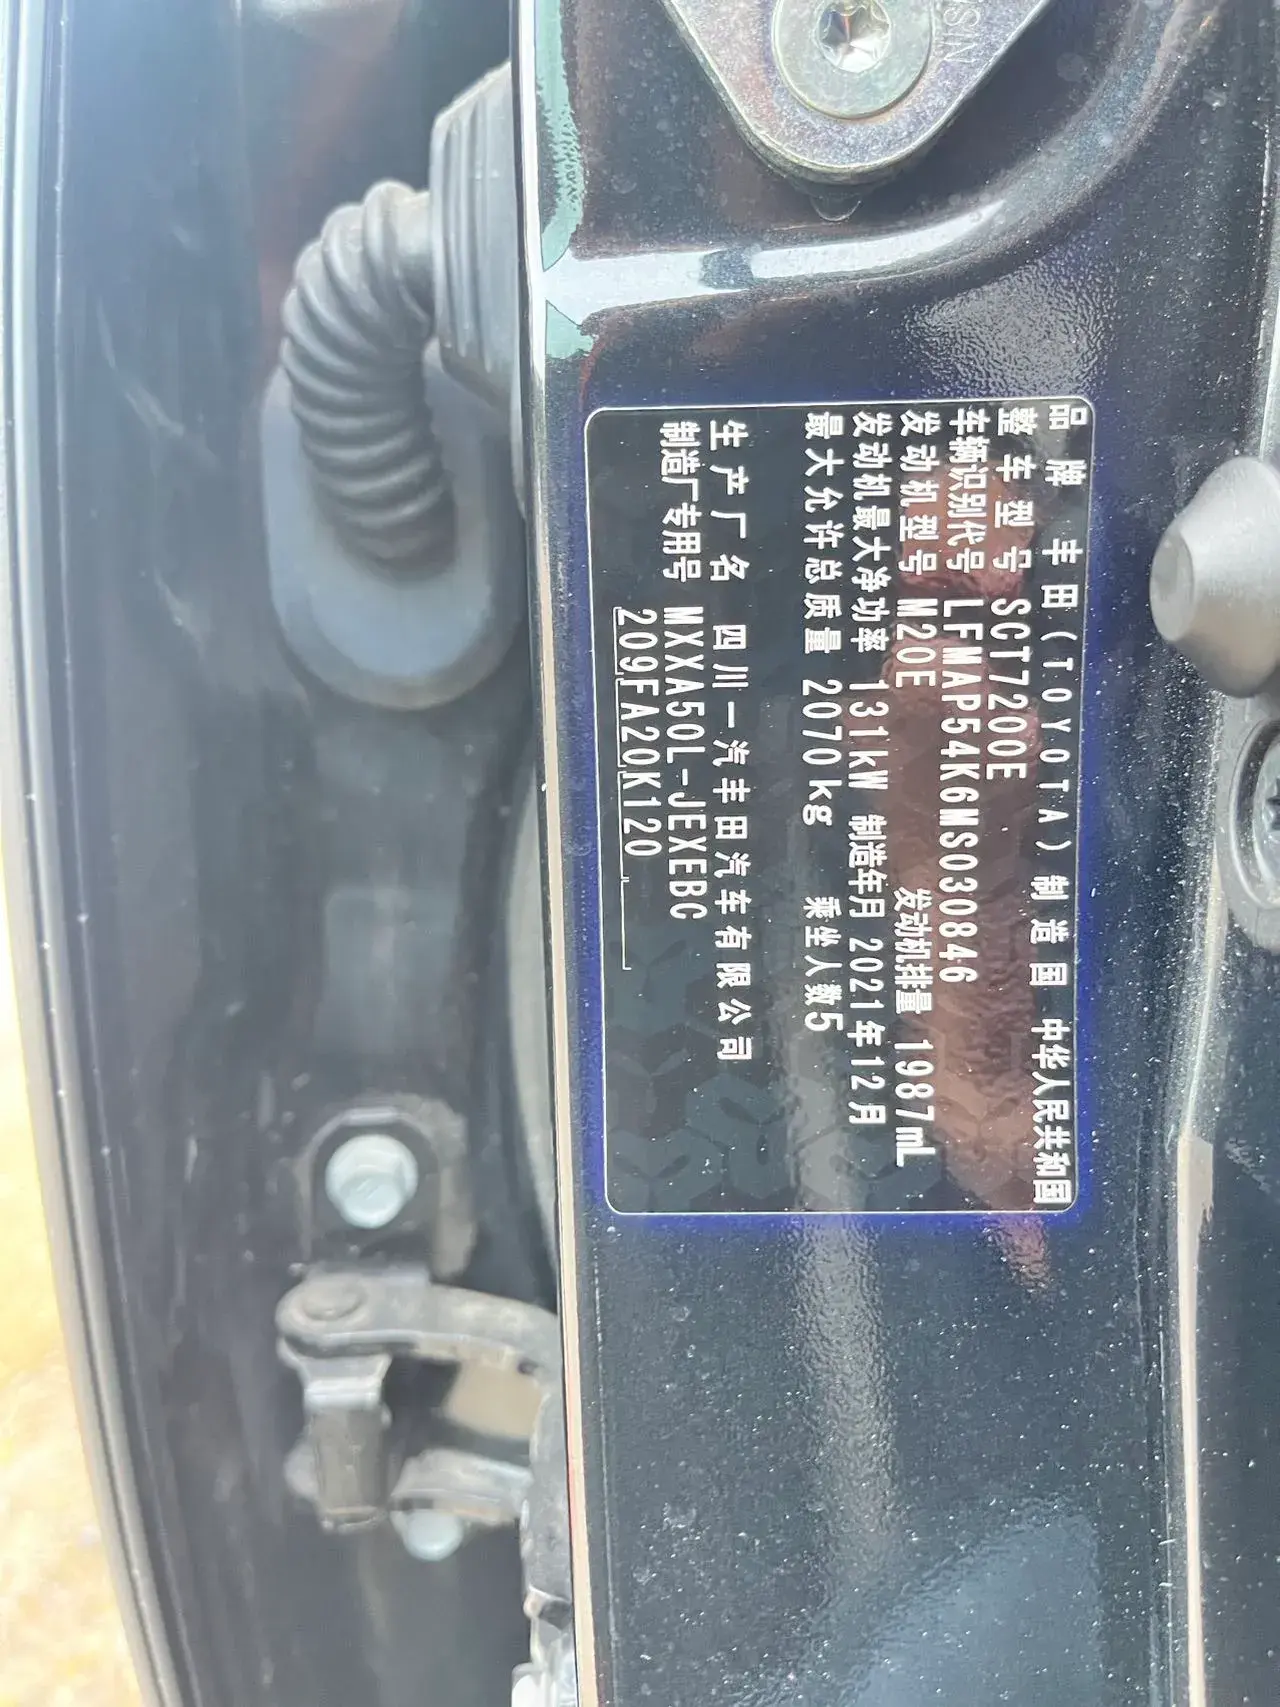 品牌 丰田(TOYOTA) 制造国 中华人民共和国
整车型号 SCT7200E
车辆识别代号 LFMAP54K6MS030846
发动机型号 M20E 发动机排量 1987mL
发动机最大净功率 131kW 制造年月 2021年12月
最大允许总质量 2070kg 乘坐人数5
生产厂名 四川一汽丰田汽车有限公司
制造厂专用号 MXXA50L-JEXEBC
209FA20K120